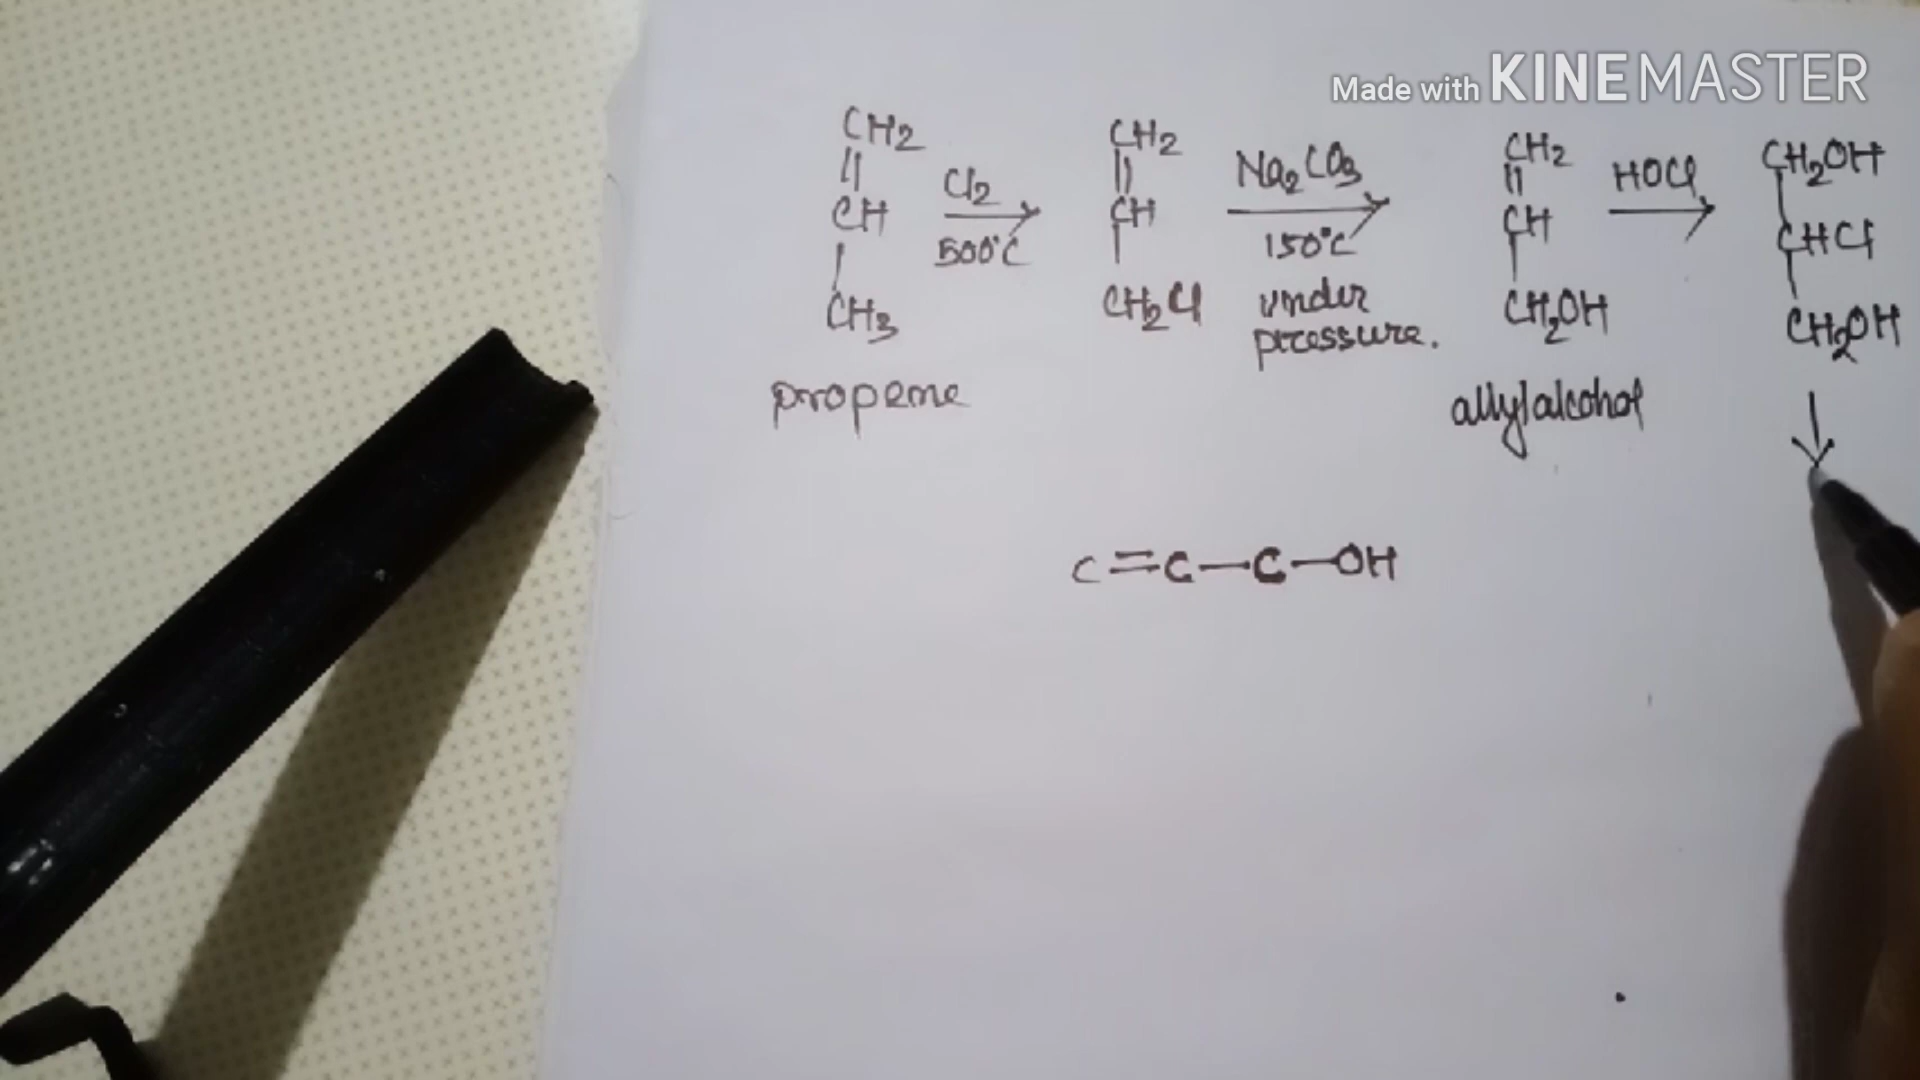 Made with KINEMASTER
CH2 CH2 CH2 CH2OH
|| Cl2 || Na2CO3 || HOCl |
CH → CH → CH → CHCl
| 500°C | 150°C | |
CH3 CH2Cl under CH2OH CH2OH
pressure.
propene allylalcohol ↓
C=C—C—OH